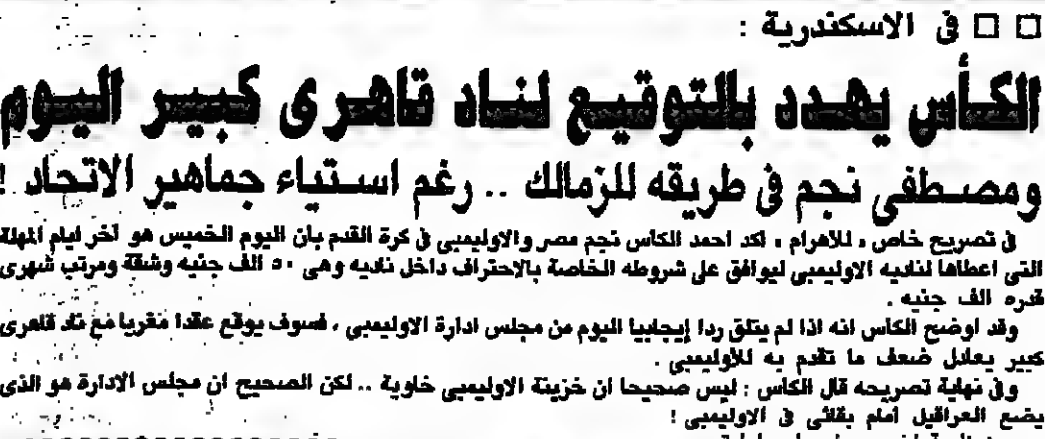 □ □ فى الاسكندرية :
الكأس يهدد بالتوقيع لناد قاهرى كبير اليوم
ومصطفى نجم فى طريقه للزمالك .. رغم استياء جماهير الاتحاد !
فى تصريح خاص « للاهرام » اكد احمد الكاس نجم مصر والاوليمبى فى كرة القدم بان اليوم الخميس هو آخر ايام المهلة
التى اعطاها لناديه الاوليمبى ليوافق على شروطه الخاصة بالاحتراف داخل ناديه وهى الف جنيه وشقة ومرتب شهرى
قدره الف جنيه .
وقد اوضح الكاس انه اذا لم يتلق ردا إيجابيا اليوم من مجلس ادارة الاوليمبى ، فسوف يوقع عقدا مغريا مع ناد قاهرى
كبير يعادل ضعف ما تقدم به للأوليمبى .
وفى نهاية تصريحه قال الكاس : ليس صحيحا ان خزينة الاوليمبى خاوية .. لكن الصحيح ان مجلس الادارة هو الذى
يضع العراقيل أمام بقائى فى الاوليمبى !